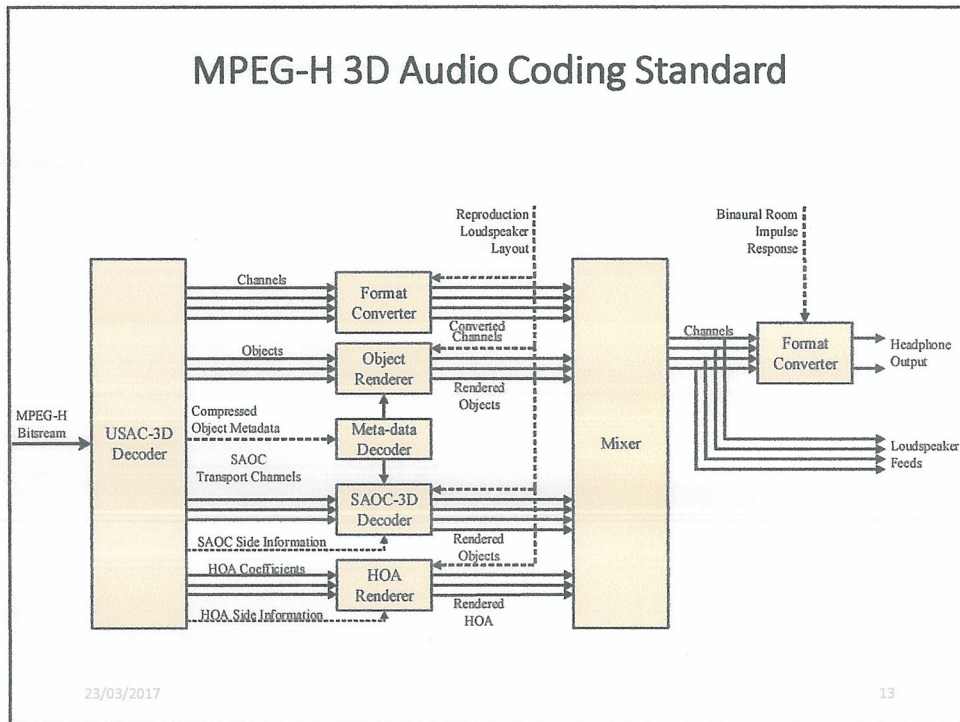 MPEG-H 3D Audio Coding Standard
Reproduction
Loudspeaker
Layout
Binaural Room
Impulse
Response
Channels
Format
Converter
Converted
Channels
Objects
Object
Renderer
Rendered
Objects
MPEG-H
Bitsream
USAC-3D
Decoder
Compressed
Object Metadata
Meta-data
Decoder
SAOC
Transport Channels
SAOC-3D
Decoder
Rendered
Objects
SAOC Side Information
HOA Coefficients
HOA
Renderer
Rendered
HOA
HOA Side Information
Mixer
Channels
Format
Converter
Headphone
Output
Loudspeaker
Feeds
23/03/2017
13